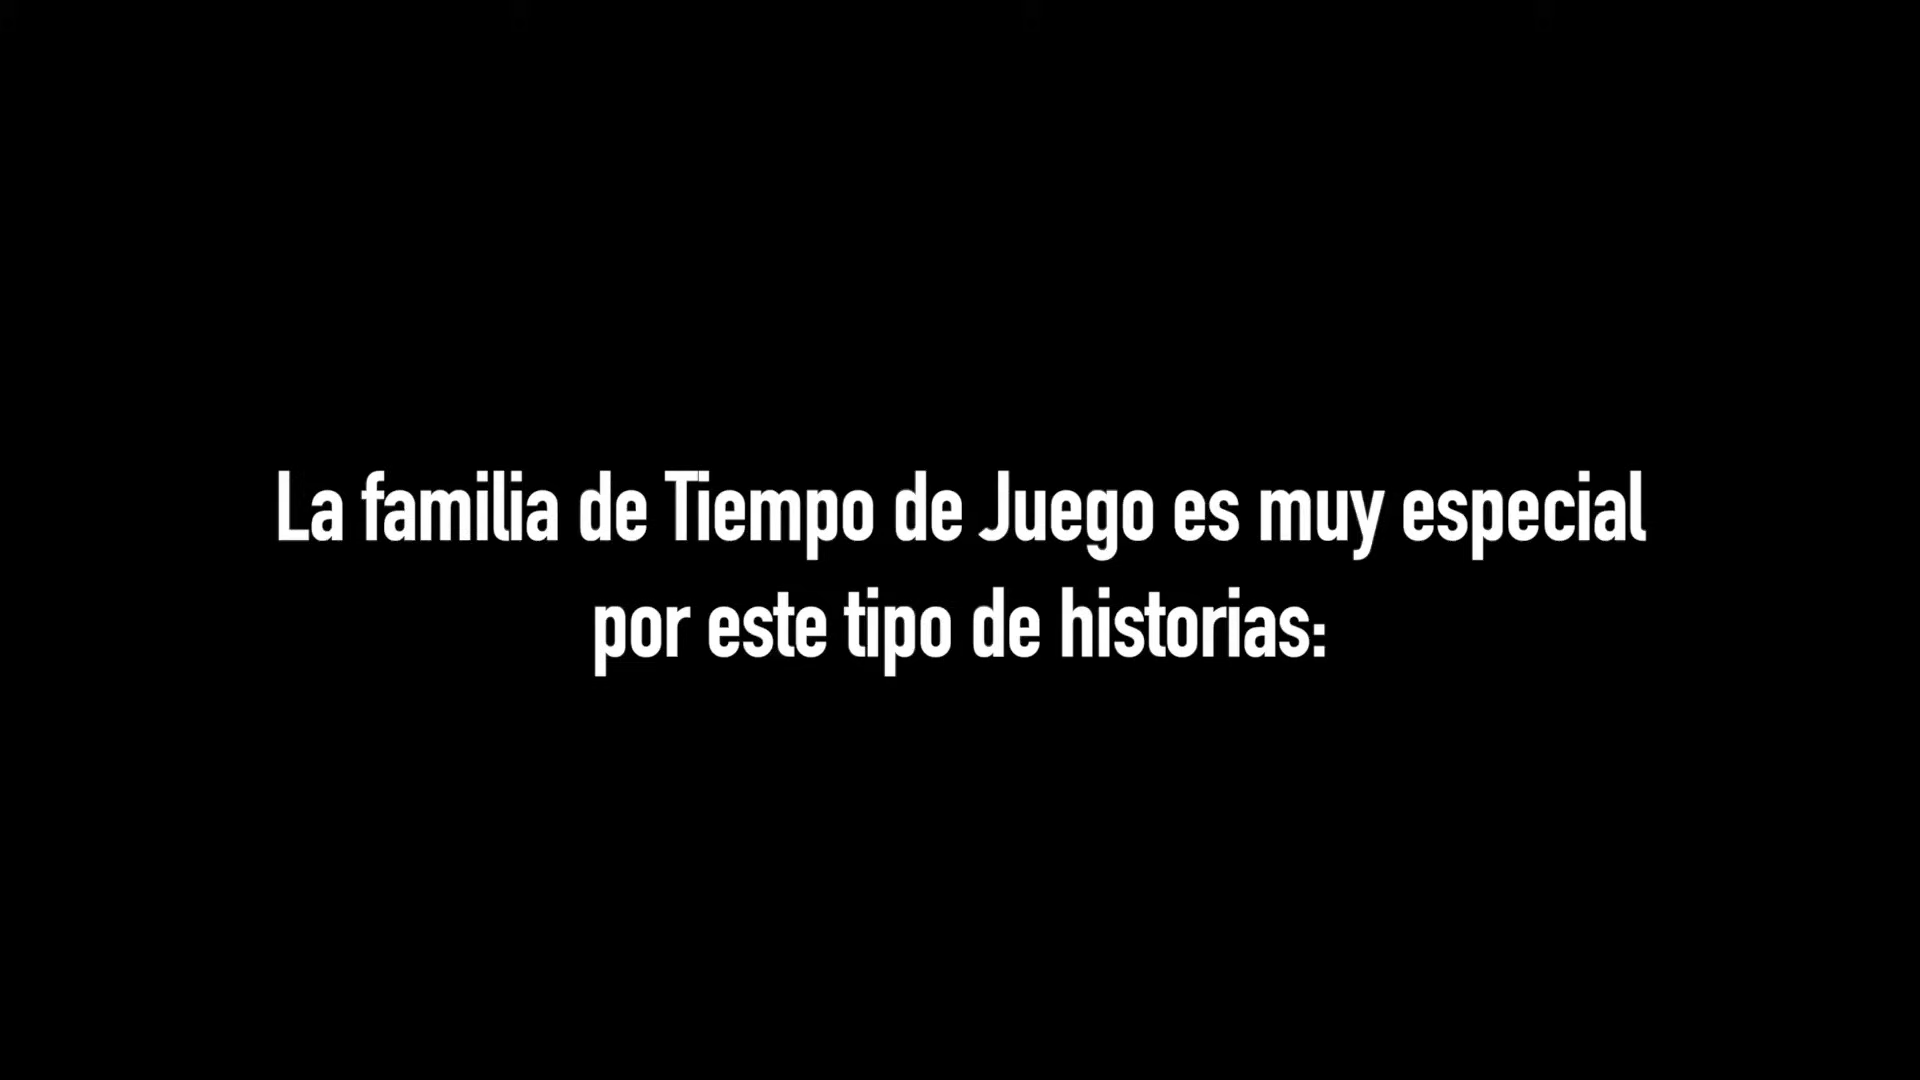 La familia de Tiempo de Juego es muy especial
por este tipo de historias: